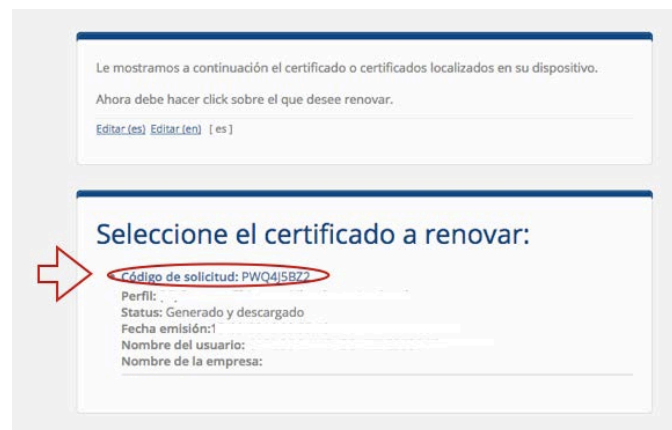 Le mostramos a continuación el certificado o certificados localizados en su dispositivo.
Ahora debe hacer click sobre el que desee renovar.
Editar (es) Editar (en) [ es ]
Seleccione el certificado a renovar:
Código de solicitud: PWQ4J5BZ2
Perfil:
Status: Generado y descargado
Fecha emisión:1
Nombre del usuario:
Nombre de la empresa: